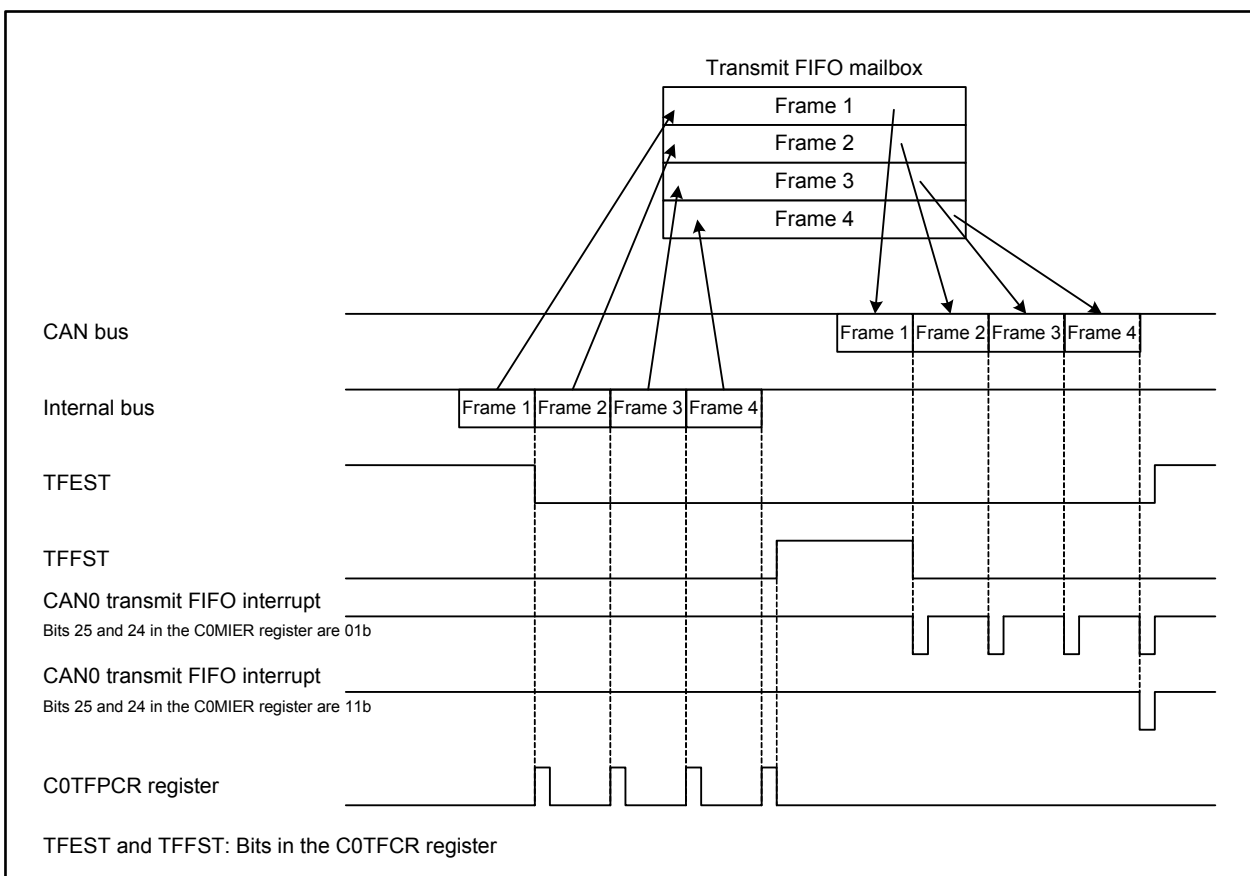 Transmit FIFO mailbox
Frame 1
Frame 2
Frame 3
Frame 4
CAN bus
Frame 1 Frame 2 Frame 3 Frame 4
Internal bus
Frame 1 Frame 2 Frame 3 Frame 4
TFEST
TFFST
CAN0 transmit FIFO interrupt
Bits 25 and 24 in the C0MIER register are 01b
CAN0 transmit FIFO interrupt
Bits 25 and 24 in the C0MIER register are 11b
C0TFPCR register
TFEST and TFFST: Bits in the C0TFCR register